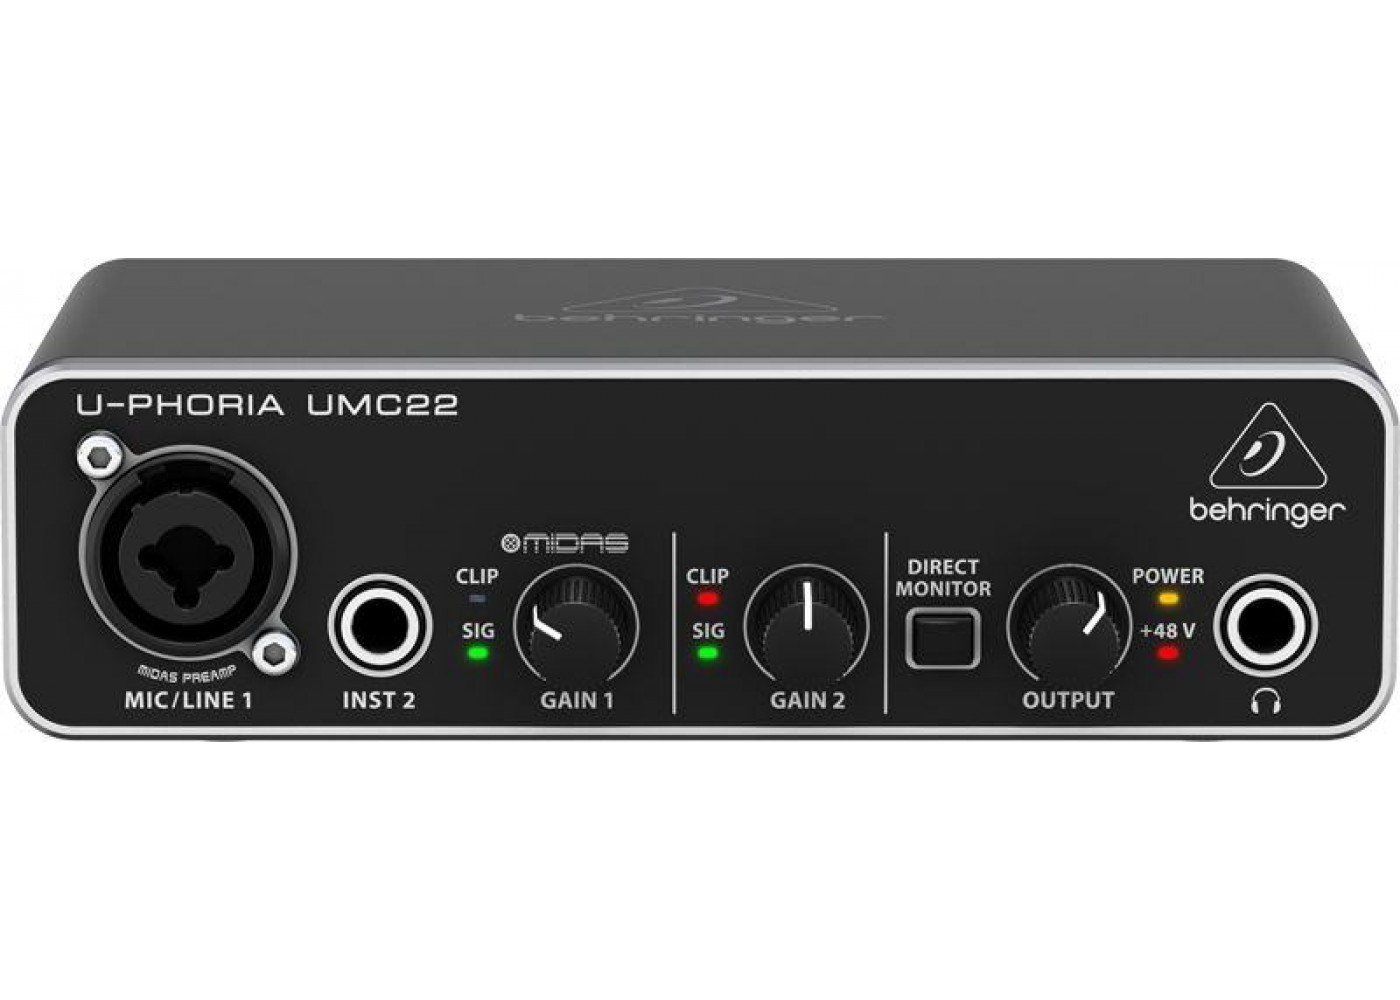 behringer
U-PHORIA UMC22
behringer
MIDAS
CLIP
SIG
CLIP
SIG
DIRECT
MONITOR
POWER
+48 V
MIDAS PREAMP
MIC/LINE 1
INST 2
GAIN 1
GAIN 2
OUTPUT